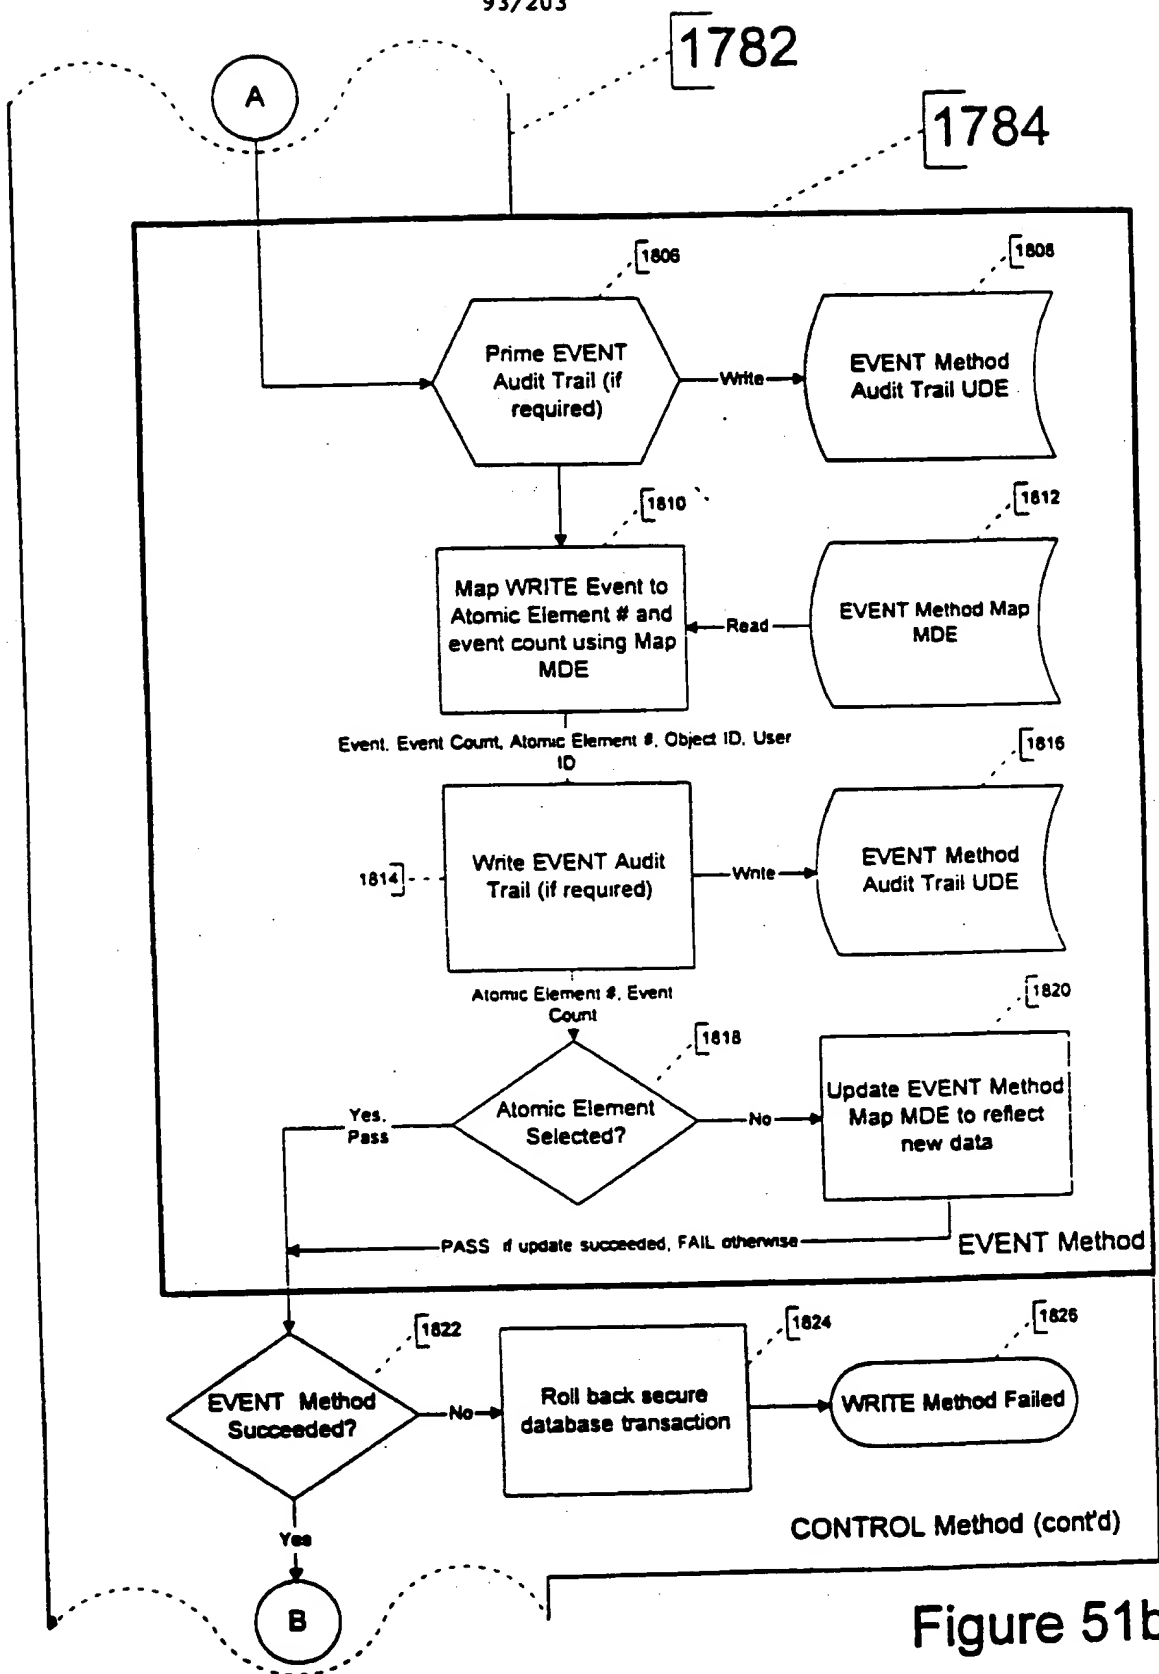 93/203
1782
A
1784
1806
1808
Prime EVENT
Audit Trail (if
required)
Write
EVENT Method
Audit Trail UDE
1810
1812
Map WRITE Event to
Atomic Element # and
event count using Map
MDE
Read
EVENT Method Map
MDE
Event, Event Count, Atomic Element #, Object ID, User
ID
1816
1814
Write EVENT Audit
Trail (if required)
Write
EVENT Method
Audit Trail UDE
Atomic Element #, Event
Count
1820
1818
Yes,
Pass
Atomic Element
Selected?
No
Update EVENT Method
Map MDE to reflect
new data
PASS if update succeeded, FAIL otherwise
EVENT Method
1822
1824
1826
EVENT Method
Succeeded?
No
Roll back secure
database transaction
WRITE Method Failed
Yes
CONTROL Method (cont'd)
B
Figure 51b